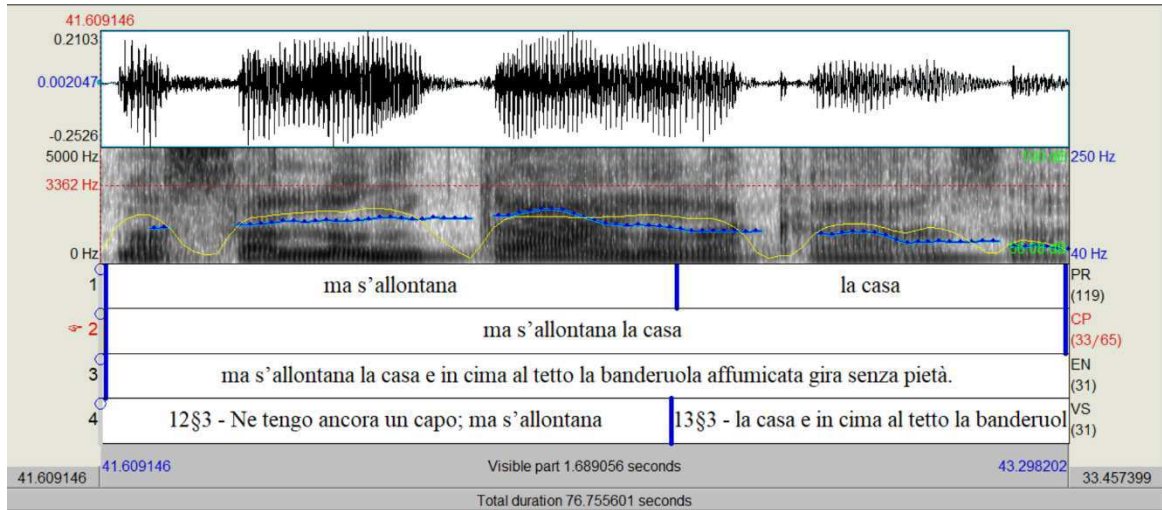 41.609146
0.2103
0.002047
-0.2526
5000 Hz
250 Hz
3362 Hz
0 Hz
40 Hz
1 ma s'allontana la casa PR (119)
☞ 2 ma s'allontana la casa CP (33/65)
3 ma s'allontana la casa e in cima al tetto la banderuola affumicata gira senza pietà. EN (31)
4 12§3 - Ne tengo ancora un capo; ma s'allontana 13§3 - la casa e in cima al tetto la banderuol VS (31)
41.609146 41.609146 Visible part 1.689056 seconds 43.298202 33.457399
Total duration 76.755601 seconds